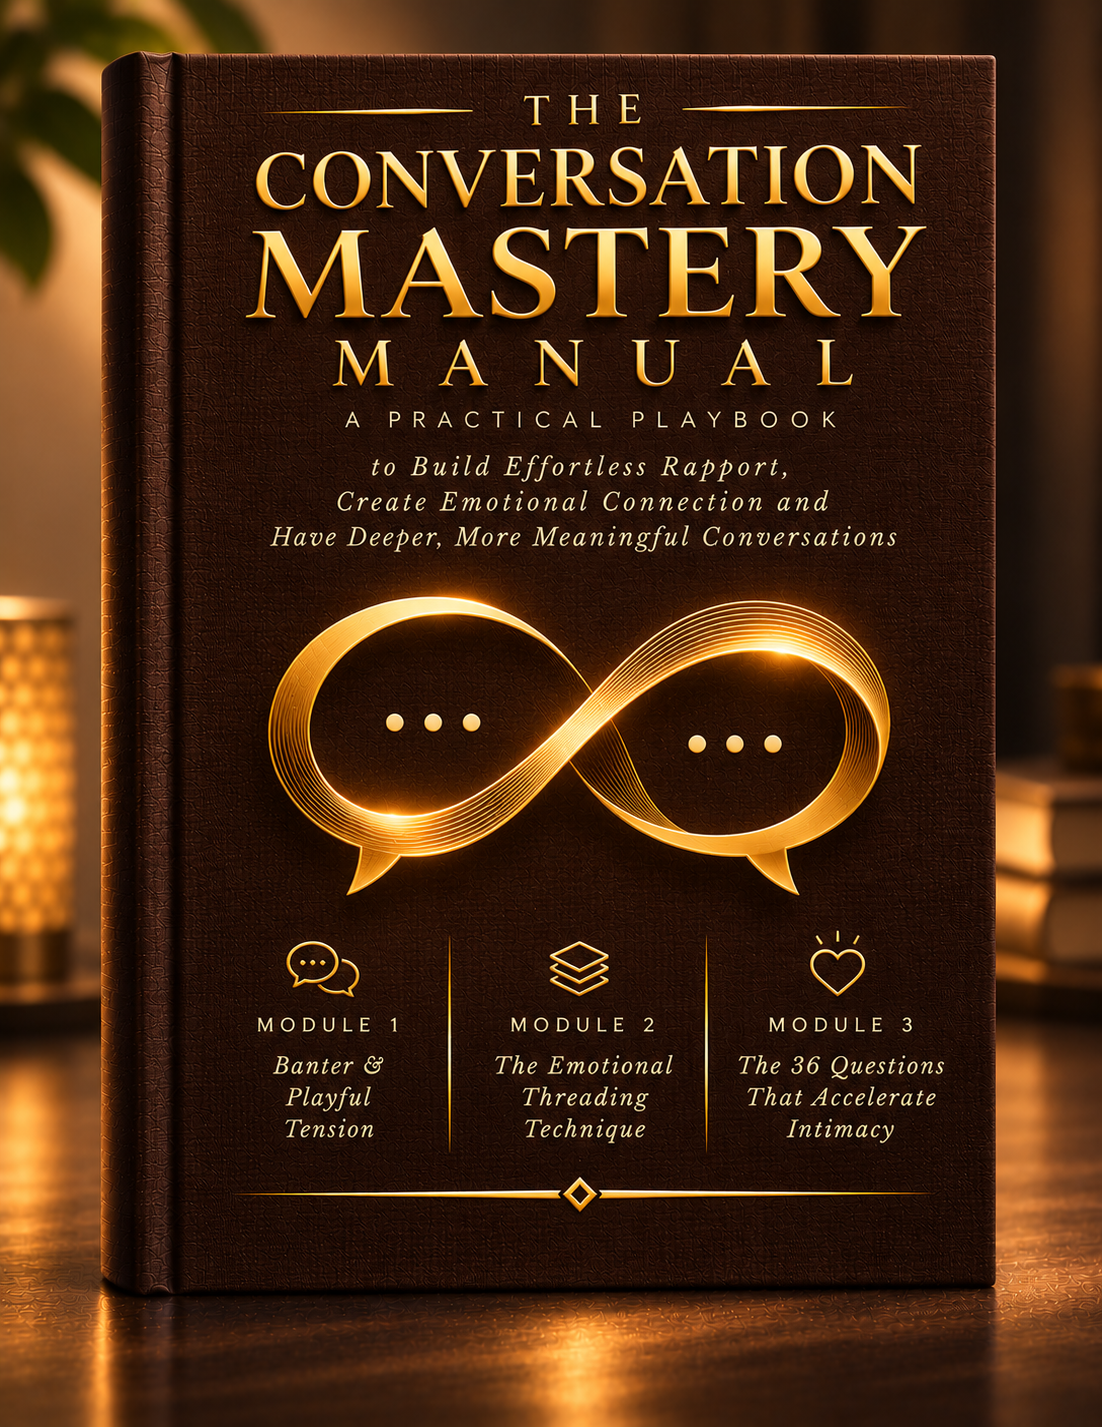 THE
CONVERSATION
MASTERY
MANUAL
A PRACTICAL PLAYBOOK
to Build Effortless Rapport,
Create Emotional Connection and
Have Deeper, More Meaningful Conversations
MODULE 1
Banter &
Playful
Tension
MODULE 2
The Emotional
Threading
Technique
MODULE 3
The 36 Questions
That Accelerate
Intimacy